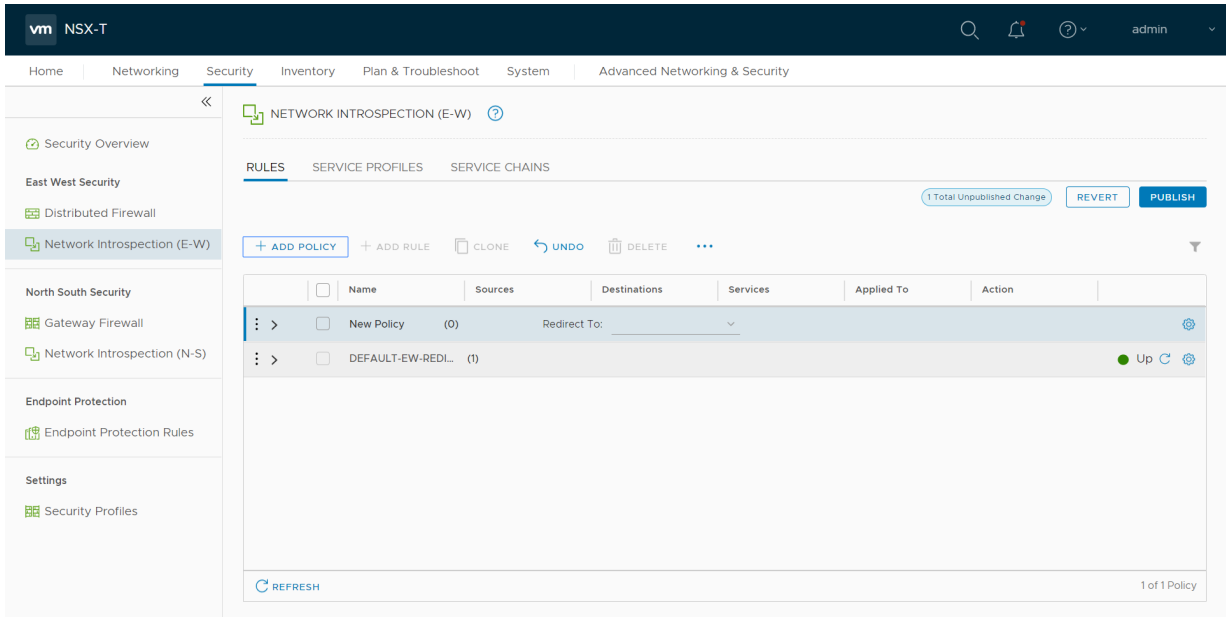 vm NSX-T
admin
Home Networking Security Inventory Plan & Troubleshoot System Advanced Networking & Security
Security Overview
East West Security
Distributed Firewall
Network Introspection (E-W)
North South Security
Gateway Firewall
Network Introspection (N-S)
Endpoint Protection
Endpoint Protection Rules
Settings
Security Profiles
NETWORK INTROSPECTION (E-W) ?
RULES SERVICE PROFILES SERVICE CHAINS
1 Total Unpublished Change REVERT PUBLISH
+ ADD POLICY + ADD RULE CLONE UNDO DELETE ...
Name Sources Destinations Services Applied To Action
New Policy (0) Redirect To:
DEFAULT-EW-REDI... (1) Up
REFRESH 1 of 1 Policy